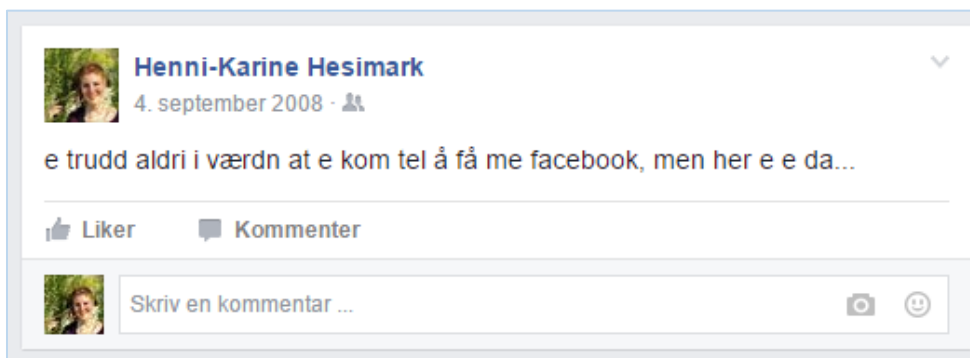 Henni-Karine Hesimark
4. september 2008 ·
e trudd aldri i værdn at e kom tel å få me facebook, men her e e da...
Liker Kommenter
Skriv en kommentar ...